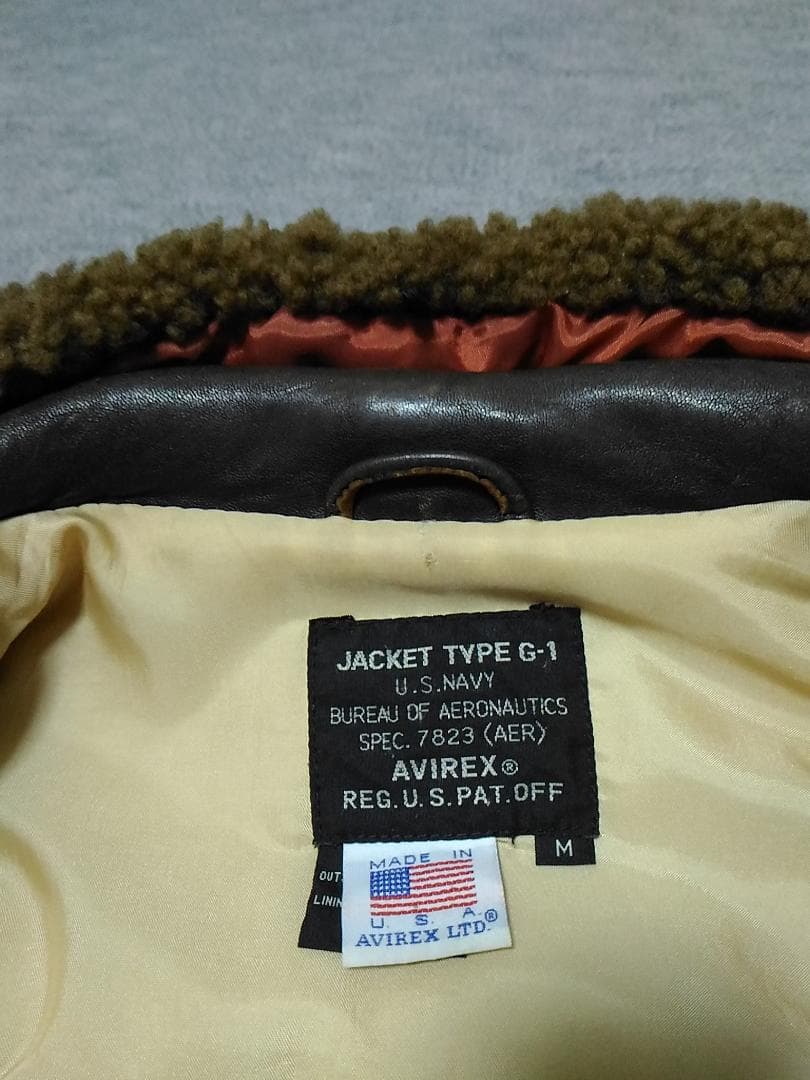 JACKET TYPE G-1
U.S.NAVY
BUREAU OF AERONAUTICS
SPEC. 7823 (AER)
AVIREX®
REG. U.S. PAT. OFF
M
MADE IN
U. S. A.
AVIREX LTD.®